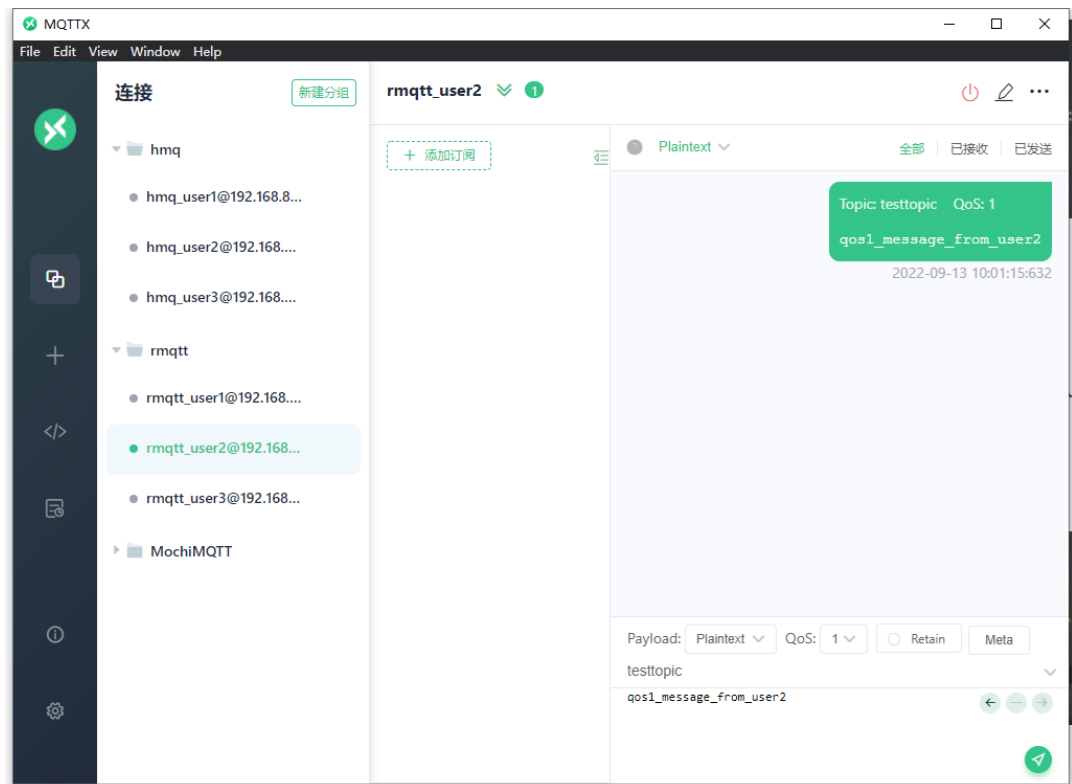 MQTTX
File Edit View Window Help
连接
新建分组
hmq
hmq_user1@192.168.8...
hmq_user2@192.168....
hmq_user3@192.168....
rmqtt
rmqtt_user1@192.168....
rmqtt_user2@192.168...
rmqtt_user3@192.168...
MochiMQTT
rmqtt_user2 1
+ 添加订阅
Plaintext
全部 已接收 已发送
Topic: testtopic QoS: 1
qos1_message_from_user2
2022-09-13 10:01:15:632
Payload: Plaintext QoS: 1 Retain Meta
testtopic
qos1_message_from_user2